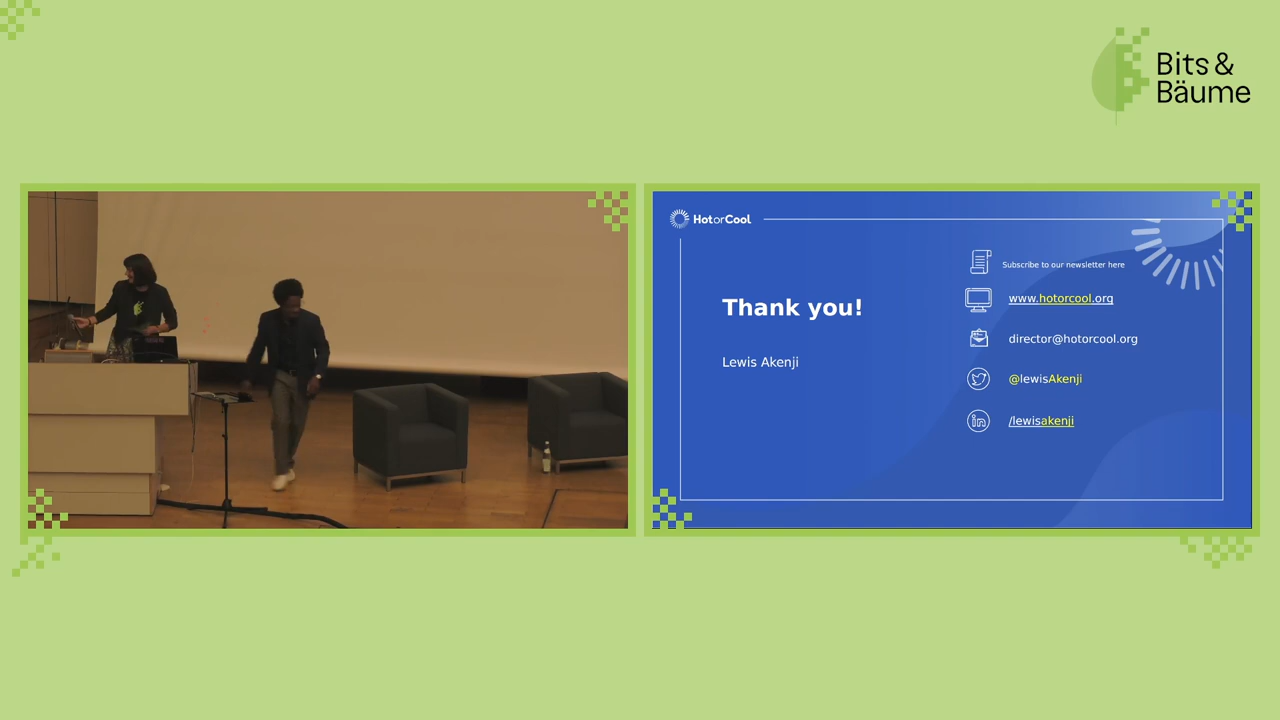 Bits &
Bäume
HotorCool
Thank you!
Lewis Akenji
Subscribe to our newsletter here
www.hotorcool.org
director@hotorcool.org
@lewisAkenji
in
/lewisakenji